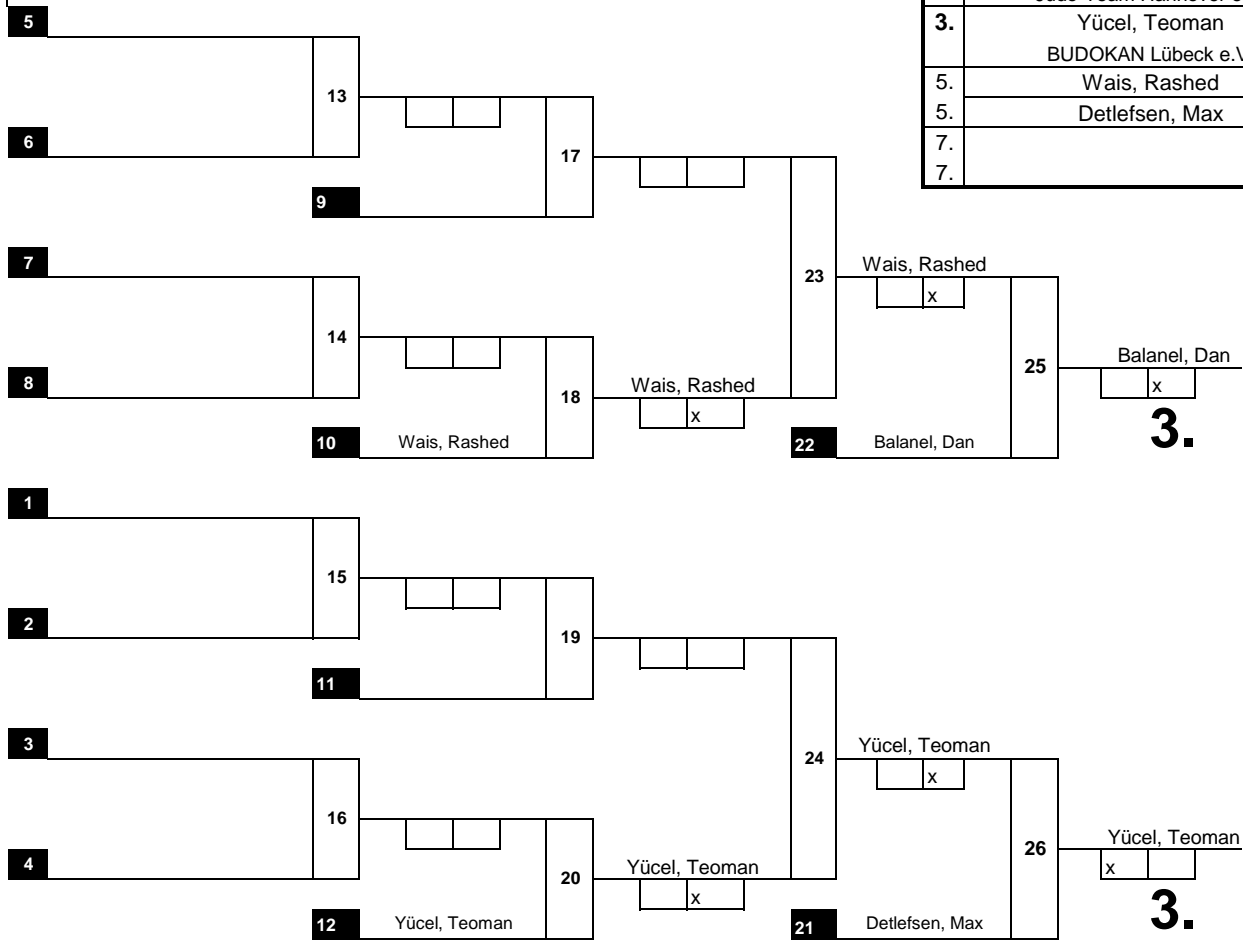 3.
Yücel, Teoman
BUDOKAN Lübeck e.V
5.
Wais, Rashed
5.
Detlefsen, Max
7.
7.
5
13
6
17
9
7
23
Wais, Rashed
x
14
25
Balanel, Dan
x
3.
8
18
Wais, Rashed
x
10
Wais, Rashed
22
Balanel, Dan
1
15
2
19
11
3
24
Yücel, Teoman
x
16
26
Yücel, Teoman
x
3.
4
20
Yücel, Teoman
x
12
Yücel, Teoman
21
Detlefsen, Max